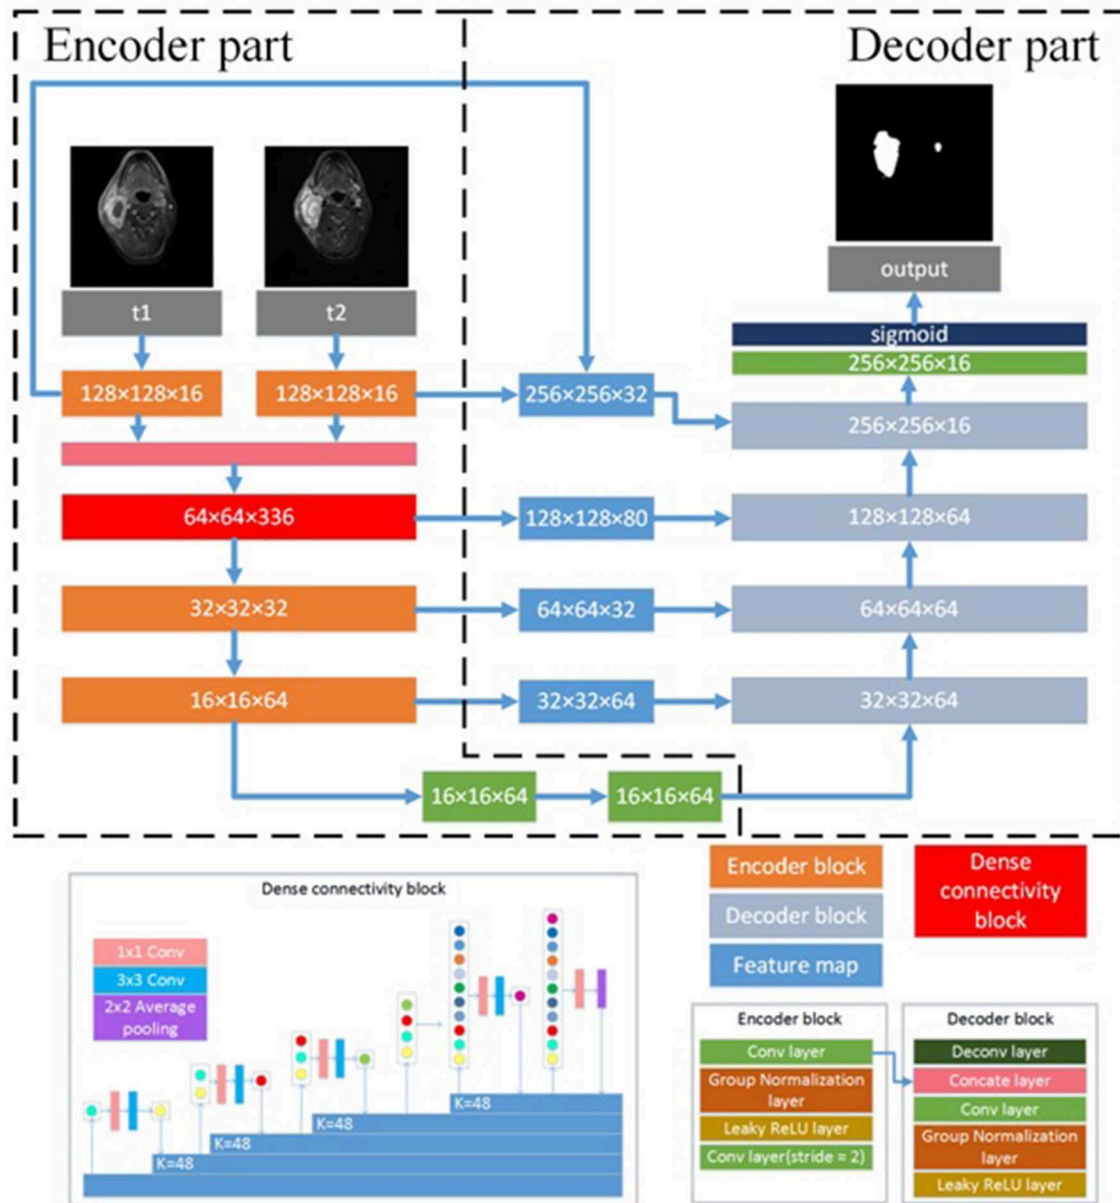 Encoder part
Decoder part
t1
t2
output
sigmoid
256×256×16
128×128×16
128×128×16
256×256×32
256×256×16
64×64×336
128×128×80
128×128×64
32×32×32
64×64×32
64×64×64
16×16×64
32×32×64
32×32×64
16×16×64
16×16×64
Dense connectivity block
1x1 Conv
3x3 Conv
2x2 Average
pooling
K=48
K=48
K=48
K=48
Encoder block
Decoder block
Feature map
Dense
connectivity
block
Encoder block
Conv layer
Group Normalization
layer
Leaky ReLU layer
Conv layer(stride = 2)
Decoder block
Deconv layer
Concate layer
Conv layer
Group Normalization
layer
Leaky ReLU layer